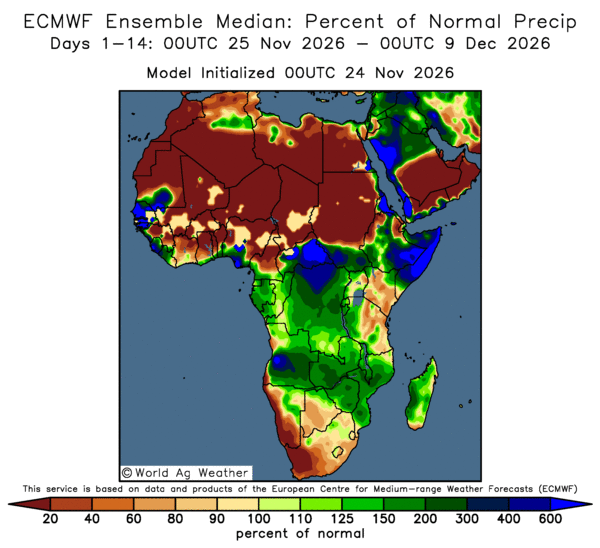 ECMWF Ensemble Median: Percent of Normal Precip
Days 1-14: 00UTC 25 Nov 2026 - 00UTC 9 Dec 2026
Model Initialized 00UTC 24 Nov 2026
© World Ag Weather
This service is based on data and products of the European Centre for Medium-range Weather Forecasts (ECMWF)
20 40 60 80 90 100 110 125 150 200 300 400 600
percent of normal